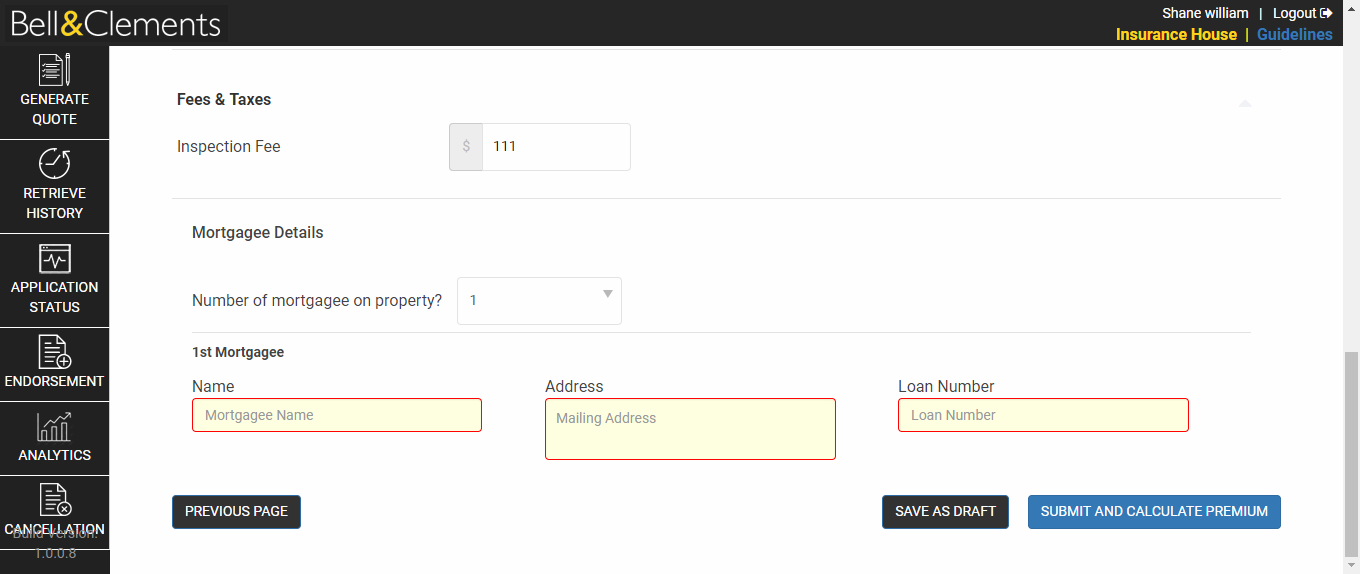 Bell&Clements
Shane william | Logout
Insurance House | Guidelines
GENERATE
QUOTE
RETRIEVE
HISTORY
APPLICATION
STATUS
ENDORSEMENT
ANALYTICS
CANCELLATION
Build Version:
1.0.0.8
Fees & Taxes
Inspection Fee
$ 111
Mortgagee Details
Number of mortgagee on property? 1
1st Mortgagee
Name Address Loan Number
Mortgagee Name Mailing Address Loan Number
PREVIOUS PAGE SAVE AS DRAFT SUBMIT AND CALCULATE PREMIUM